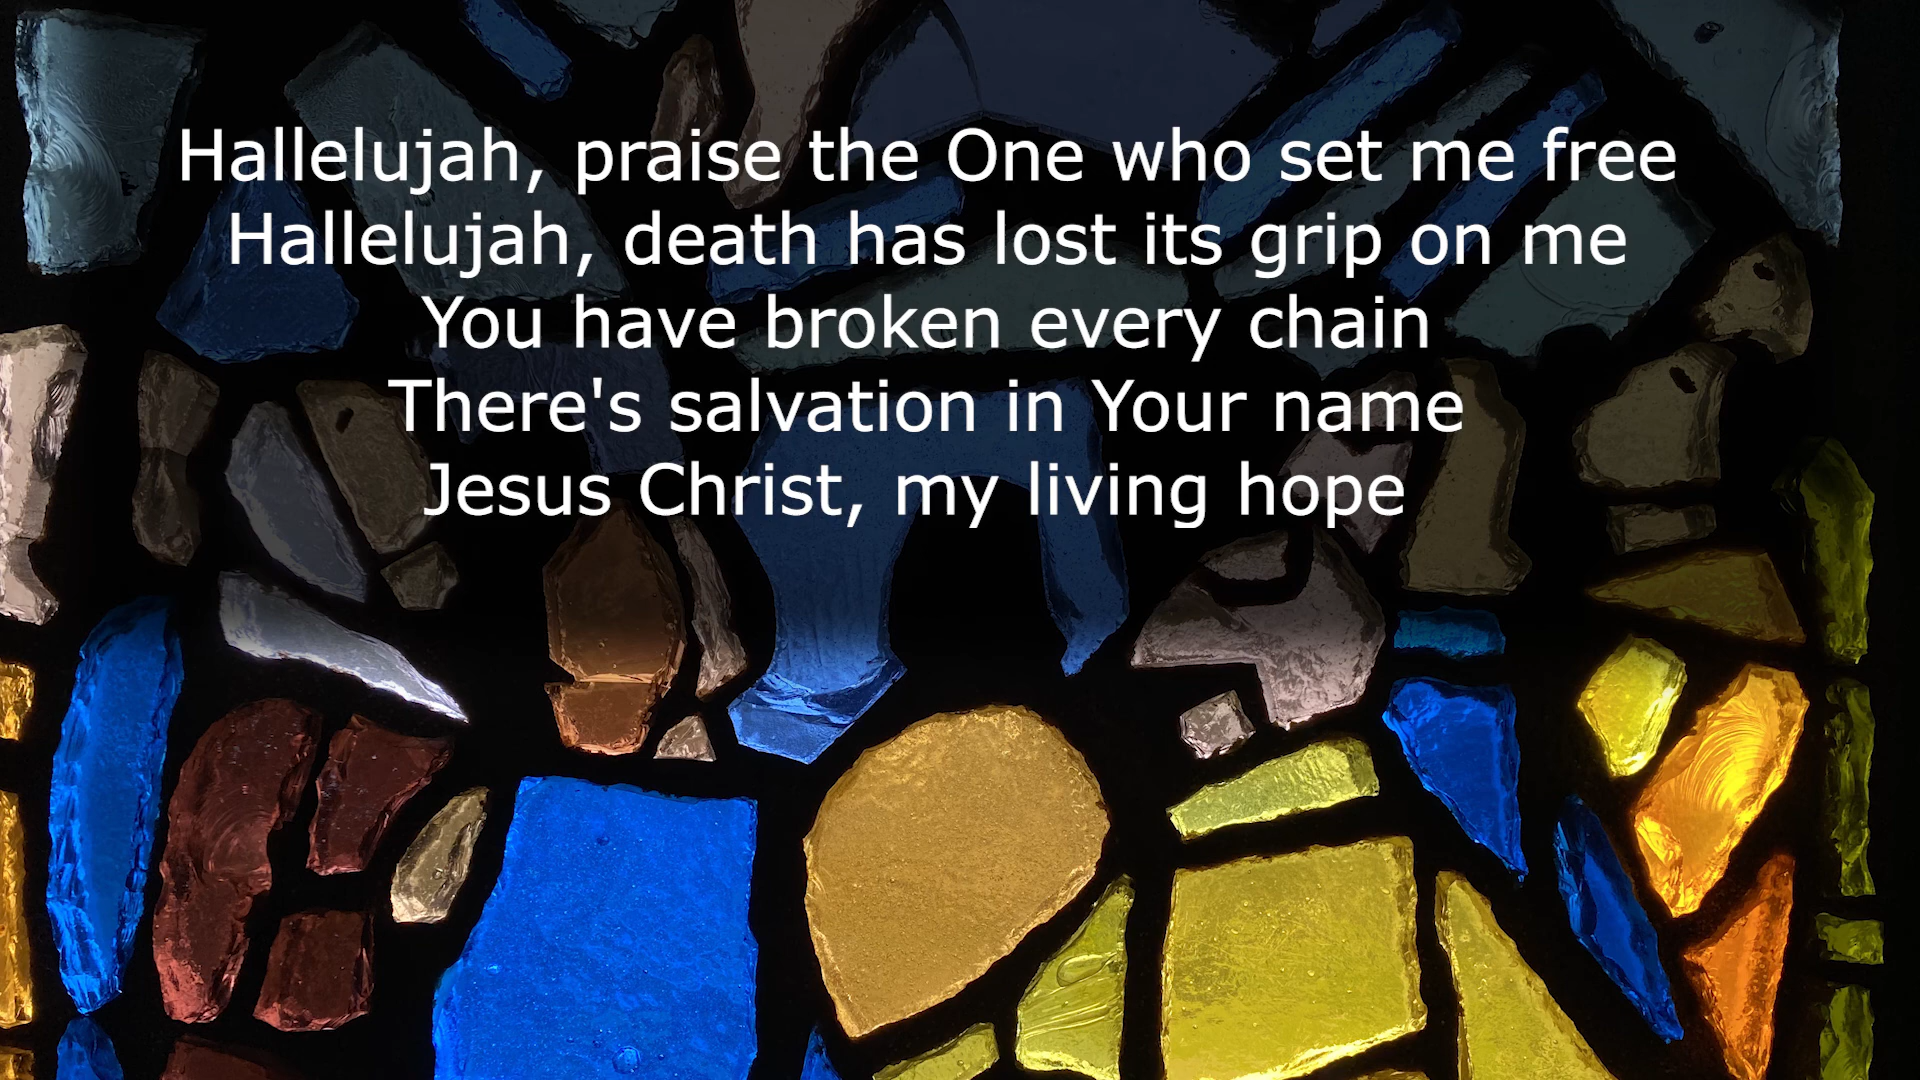 Hallelujah, praise the One who set me free
Hallelujah, death has lost its grip on me
You have broken every chain
There's salvation in Your name
Jesus Christ, my living hope